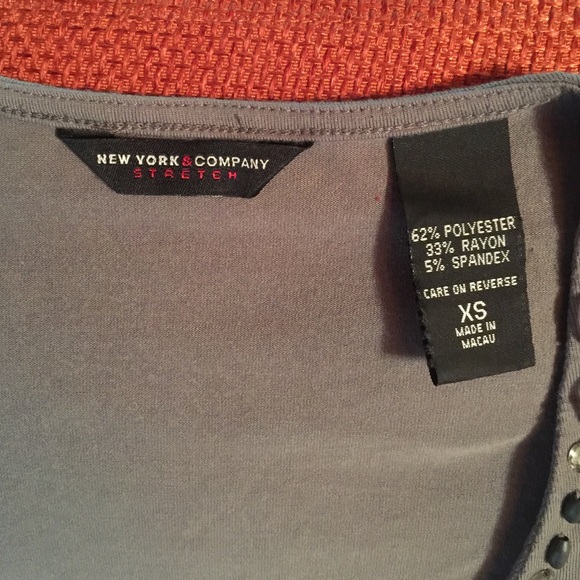 NEW YORK&COMPANY
STRETCH
62% POLYESTER
33% RAYON
5% SPANDEX
CARE ON REVERSE
XS
MADE IN
MACAU